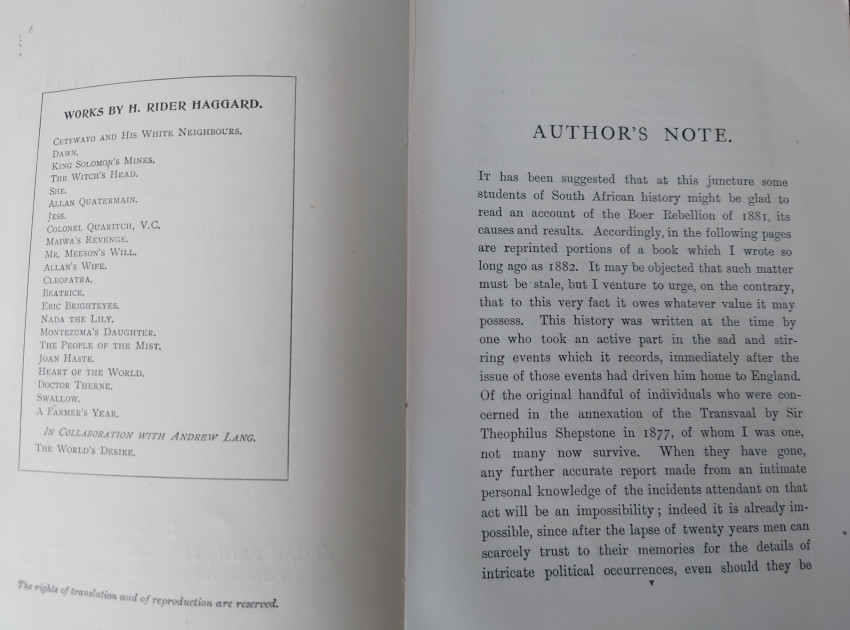 WORKS BY H. RIDER HAGGARD.
CETYWAYO AND HIS WHITE NEIGHBOURS.
DAWN.
KING SOLOMON'S MINES.
THE WITCH'S HEAD.
SHE.
ALLAN QUATERMAIN.
JESS.
COLONEL QUARITCH, V.C.
MAIWA'S REVENGE.
MR. MEESON'S WILL.
ALLAN'S WIFE.
CLEOPATRA.
BEATRICE.
ERIC BRIGHTEYES.
NADA THE LILY.
MONTEZUMA'S DAUGHTER.
THE PEOPLE OF THE MIST.
JOAN HASTE.
HEART OF THE WORLD.
DOCTOR THERNE.
SWALLOW.
A FARMER'S YEAR.
IN COLLABORATION WITH ANDREW LANG.
THE WORLD'S DESIRE.
The rights of translation and of reproduction are reserved.
AUTHOR'S NOTE.
IT has been suggested that at this juncture some
students of South African history might be glad to
read an account of the Boer Rebellion of 1881, its
causes and results. Accordingly, in the following pages
are reprinted portions of a book which I wrote so
long ago as 1882. It may be objected that such matter
must be stale, but I venture to urge, on the contrary,
that to this very fact it owes whatever value it may
possess. This history was written at the time by
one who took an active part in the sad and stir-
ring events which it records, immediately after the
issue of those events had driven him home to England.
Of the original handful of individuals who were con-
cerned in the annexation of the Transvaal by Sir
Theophilus Shepstone in 1877, of whom I was one,
not many now survive. When they have gone,
any further accurate report made from an intimate
personal knowledge of the incidents attendant on that
act will be an impossibility; indeed it is already im-
possible, since after the lapse of twenty years men can
scarcely trust to their memories for the details of
intricate political occurrences, even should they be
v